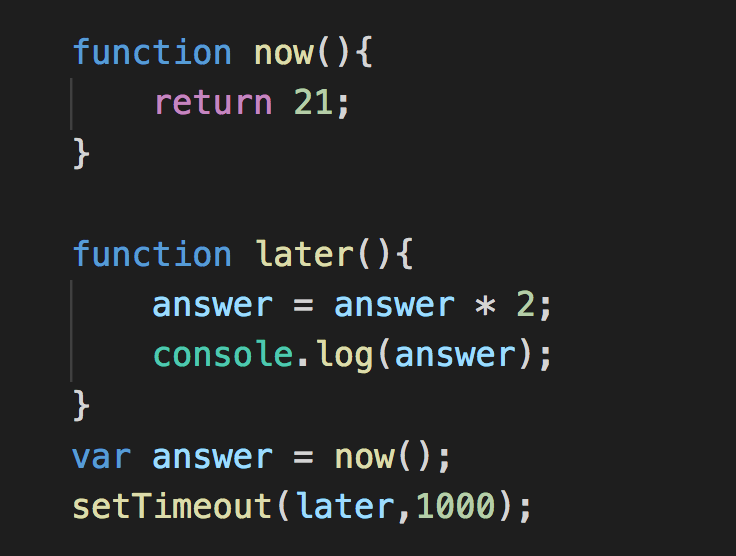 function now(){
    return 21;
}

function later(){
    answer = answer * 2;
    console.log(answer);
}
var answer = now();
setTimeout(later,1000);